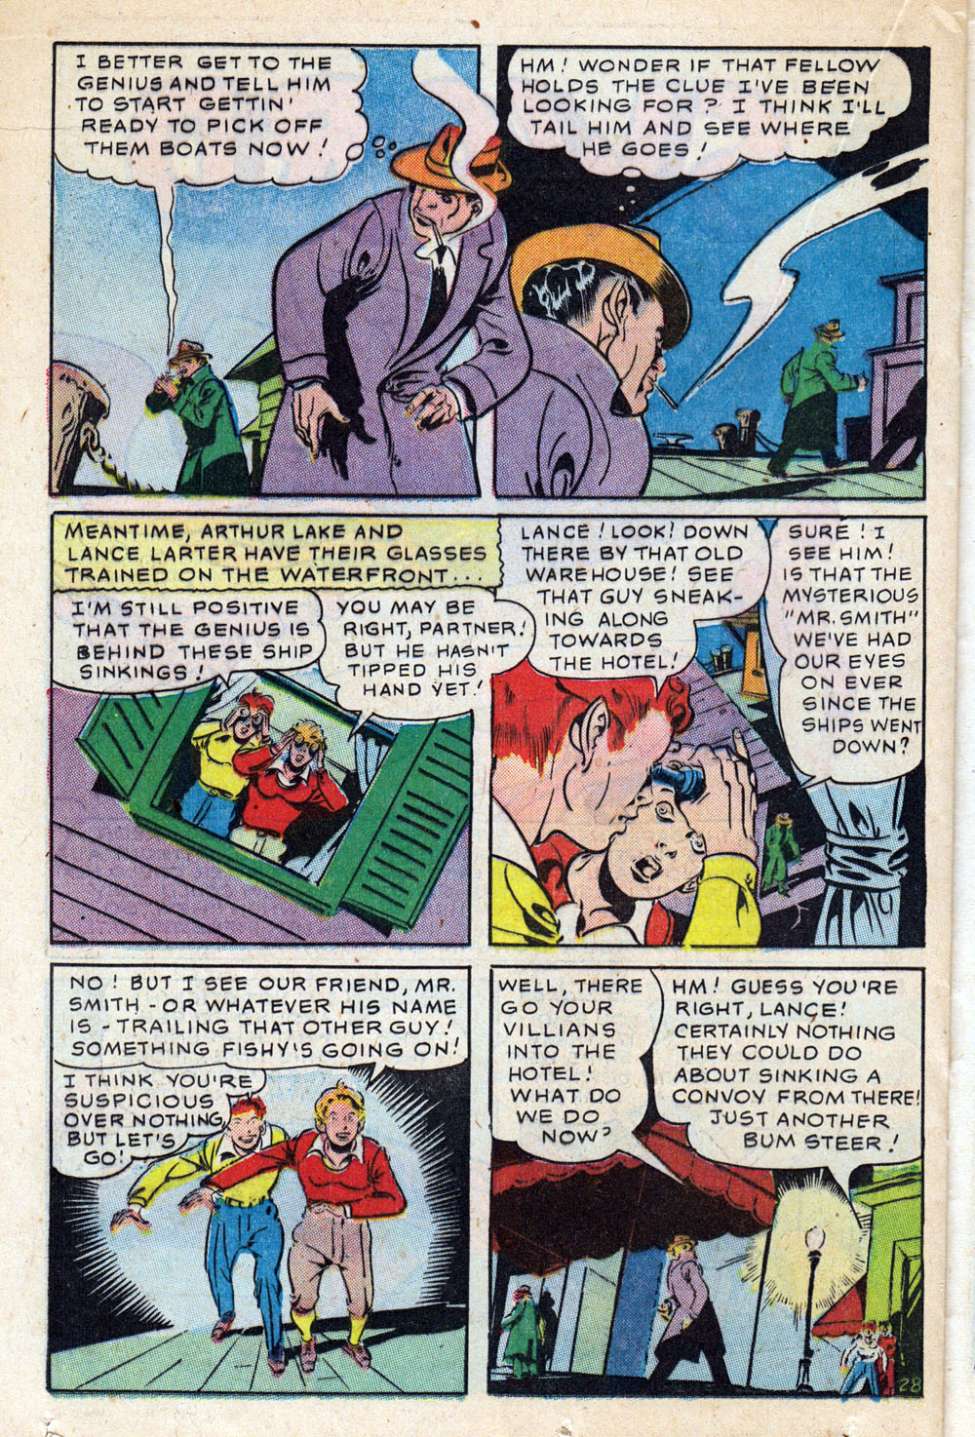 I BETTER GET TO THE
GENIUS AND TELL HIM
TO START GETTIN'
READY TO PICK OFF
THEM BOATS NOW!
HM! WONDER IF THAT FELLOW
HOLDS THE CLUE I'VE BEEN
LOOKING FOR? I THINK I'LL
TAIL HIM AND SEE WHERE
HE GOES!
MEANTIME, ARTHUR LAKE AND
LANCE LARTER HAVE THEIR GLASSES
TRAINED ON THE WATERFRONT...
I'M STILL POSITIVE
THAT THE GENIUS IS
BEHIND THESE SHIP
SINKINGS!
YOU MAY BE
RIGHT, PARTNER!
BUT HE HASN'T
TIPPED HIS
HAND YET!
LANCE! LOOK! DOWN
THERE BY THAT OLD
WAREHOUSE! SEE
THAT GUY SNEAK-
ING ALONG
TOWARDS
THE HOTEL!
SURE! I
SEE HIM!
IS THAT THE
MYSTERIOUS
"MR. SMITH"
WE'VE HAD
OUR EYES
ON EVER
SINCE THE
SHIPS WENT
DOWN?
NO! BUT I SEE OUR FRIEND, MR.
SMITH - OR WHATEVER HIS NAME
IS - TRAILING THAT OTHER GUY!
SOMETHING FISHY'S GOING ON!
I THINK YOU'RE
SUSPICIOUS
OVER NOTHING,
BUT LET'S
GO!
WELL, THERE
GO YOUR
VILLIANS
INTO THE
HOTEL!
WHAT DO
WE DO
NOW?
HM! GUESS YOU'RE
RIGHT, LANCE!
CERTAINLY NOTHING
THEY COULD DO
ABOUT SINKING A
CONVOY FROM THERE!
JUST ANOTHER
BUM STEER!
28